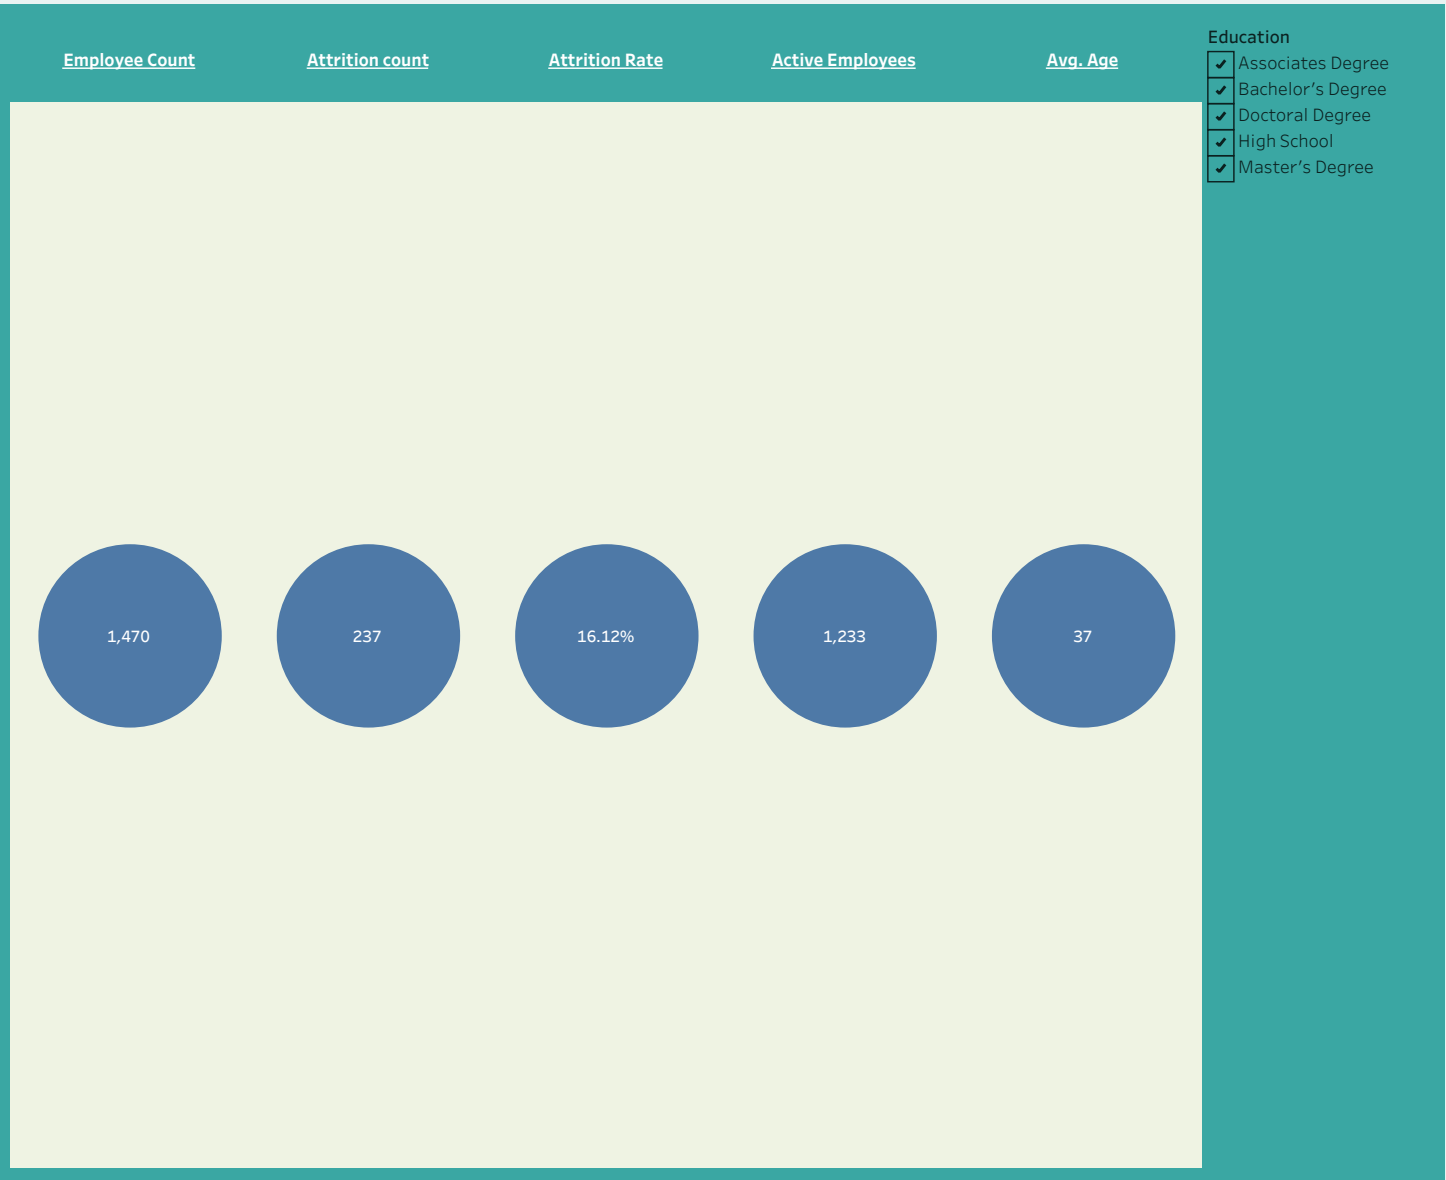 Employee Count Attrition count Attrition Rate Active Employees Avg. Age
1,470 237 16.12% 1,233 37
Education
Associates Degree
Bachelor’s Degree
Doctoral Degree
High School
Master’s Degree